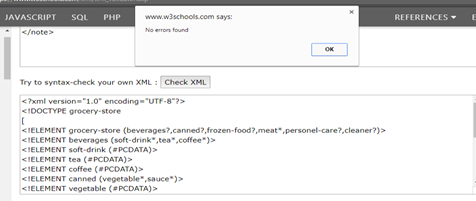 www.w3schools.com says:
No errors found
OK
JAVASCRIPT SQL PHP REFERENCES
</note>
Try to syntax-check your own XML : Check XML
<?xml version="1.0" encoding="UTF-8"?>
<!DOCTYPE grocery-store
[
<!ELEMENT grocery-store (beverages?,canned?,frozen-food?,meat*,personel-care?,cleaner?)>
<!ELEMENT beverages (soft-drink*,tea*,coffee*)>
<!ELEMENT soft-drink (#PCDATA)>
<!ELEMENT tea (#PCDATA)>
<!ELEMENT coffee (#PCDATA)>
<!ELEMENT canned (vegetable*,sauce*)>
<!ELEMENT vegetable (#PCDATA)>